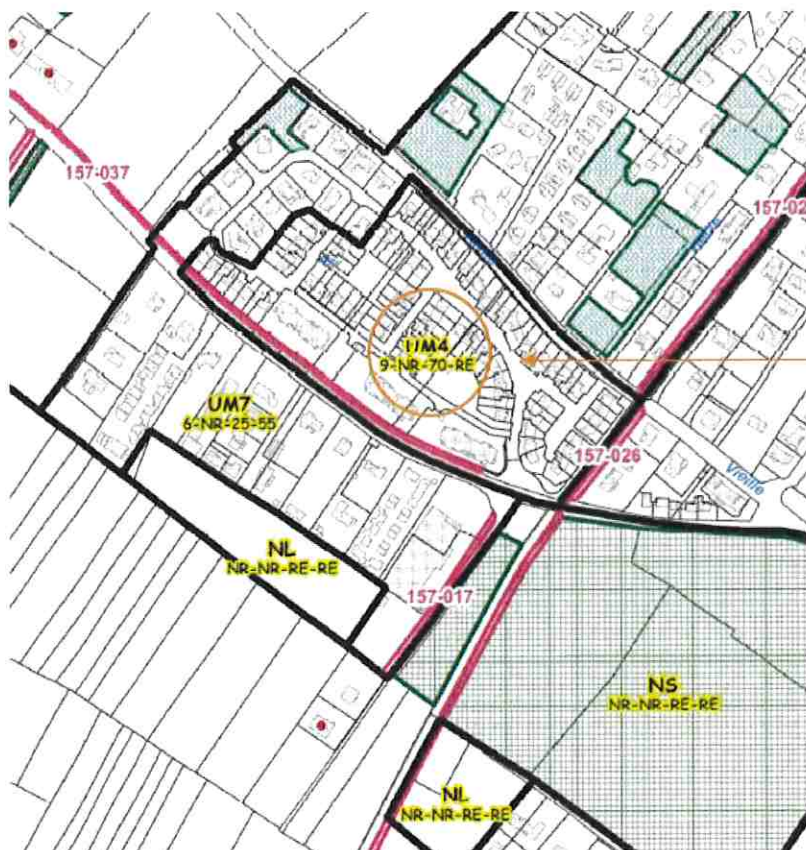 157-037
157-02
UM4
9-NR-70-RE
UM7
6-NR-25-55
157-026
Vieille
NL
NR-NR-RE-RE
157-017
NS
NR-NR-RE-RE
NL
NR-NR-RE-RE